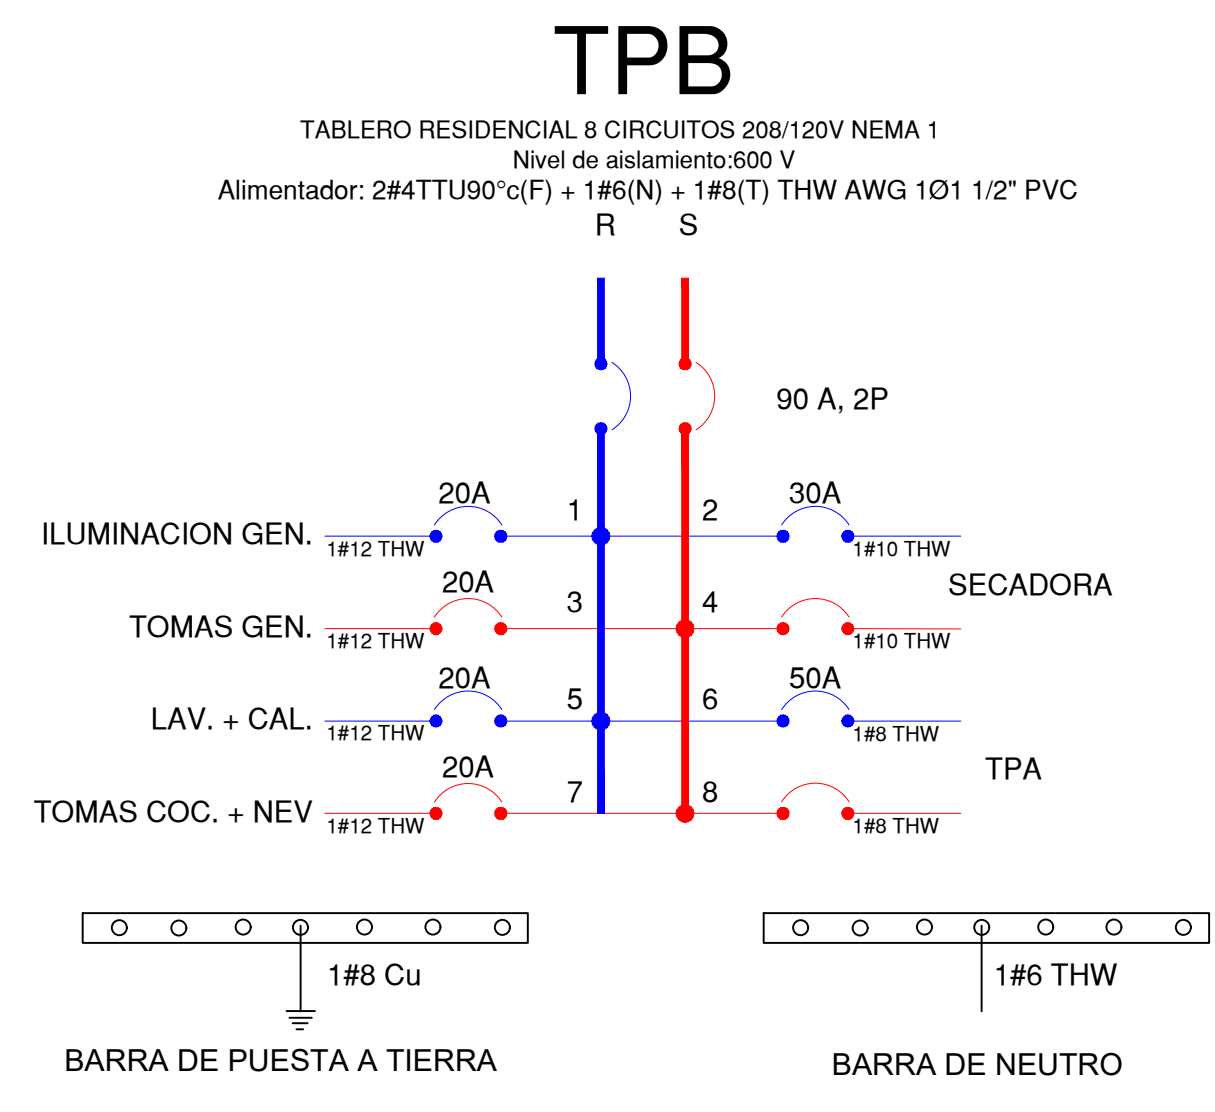 TPB
TABLERO RESIDENCIAL 8 CIRCUITOS 208/120V NEMA 1
Nivel de aislamiento:600 V
Alimentador: 2#4TTU90°c(F) + 1#6(N) + 1#8(T) THW AWG 1Ø1 1/2" PVC
R S
90 A, 2P
20A 1 2 30A
ILUMINACION GEN. 1#12 THW 1#10 THW
SECADORA
20A 3 4
TOMAS GEN. 1#12 THW 1#10 THW
20A 5 6 50A
LAV. + CAL. 1#12 THW 1#8 THW
TPA
20A 7 8
TOMAS COC. + NEV 1#12 THW 1#8 THW
1#8 Cu 1#6 THW
BARRA DE PUESTA A TIERRA BARRA DE NEUTRO